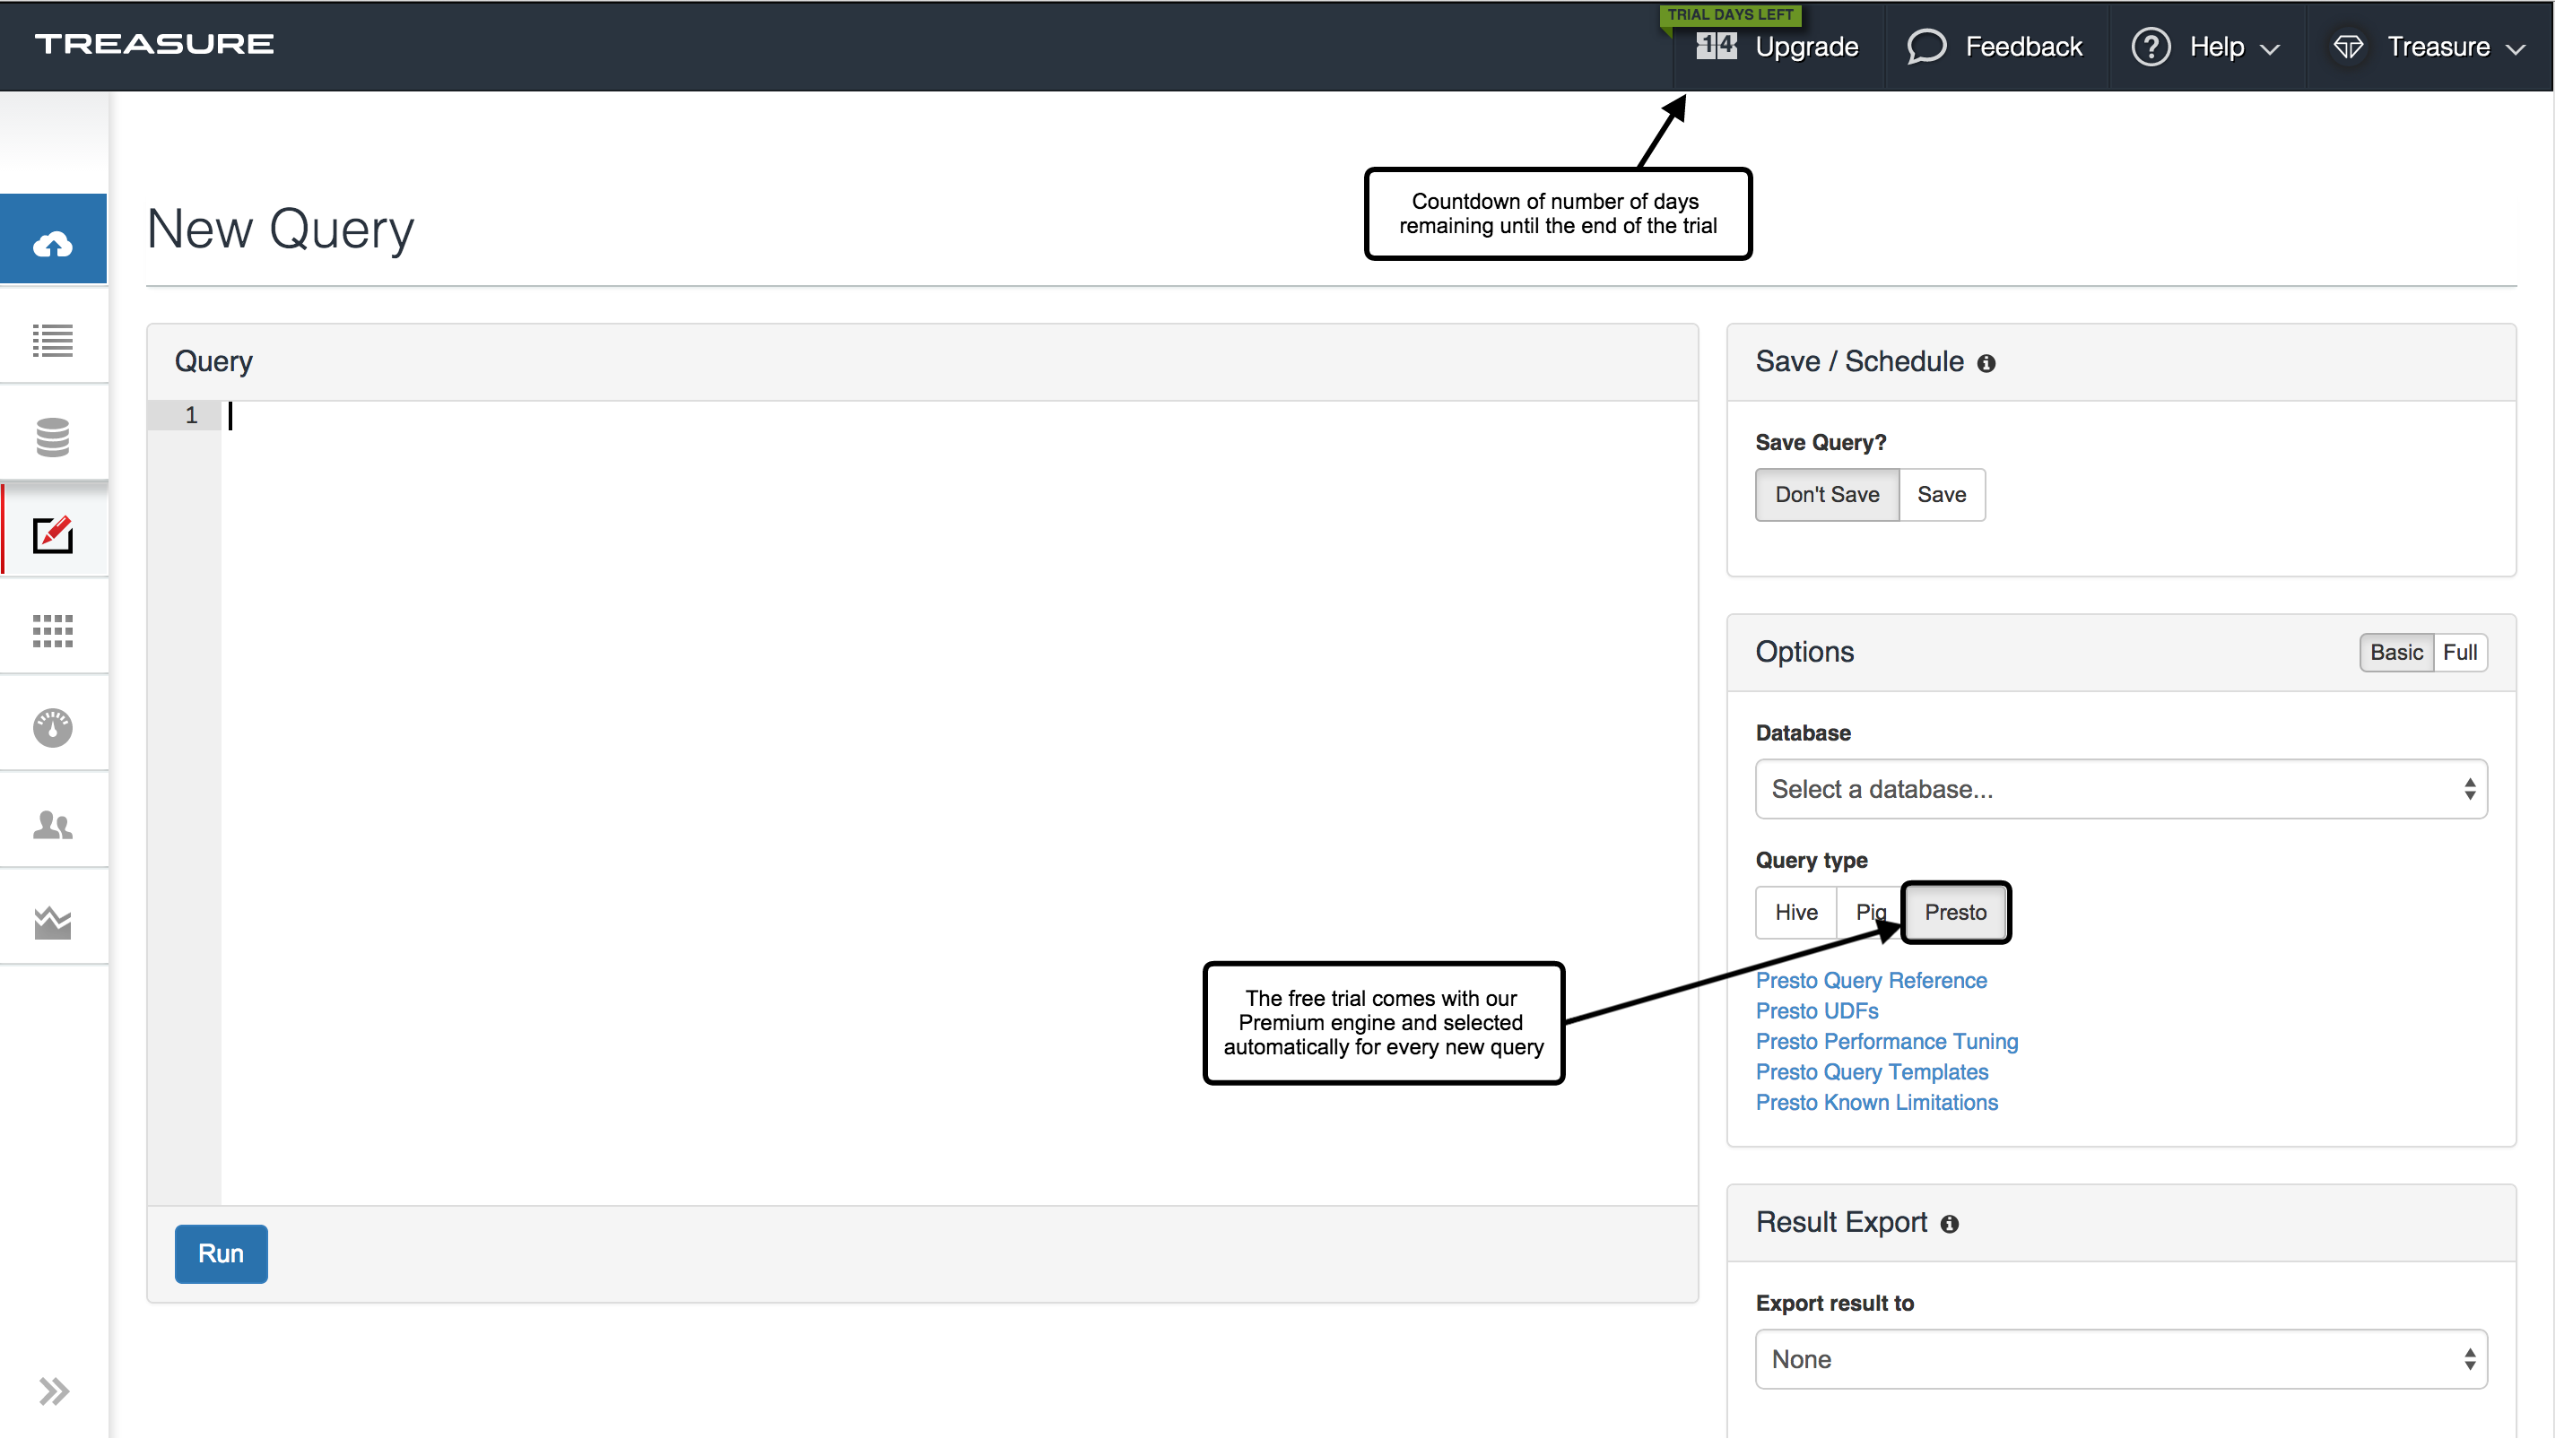 TREASURE
TRIAL DAYS LEFT
14 Upgrade
Feedback
Help
Treasure
Countdown of number of days
remaining until the end of the trial
New Query
Query
1
Run
Save / Schedule
Save Query?
Don't Save Save
Options
Basic Full
Database
Select a database...
Query type
Hive Pig Presto
The free trial comes with our
Premium engine and selected
automatically for every new query
Presto Query Reference
Presto UDFs
Presto Performance Tuning
Presto Query Templates
Presto Known Limitations
Result Export
Export result to
None